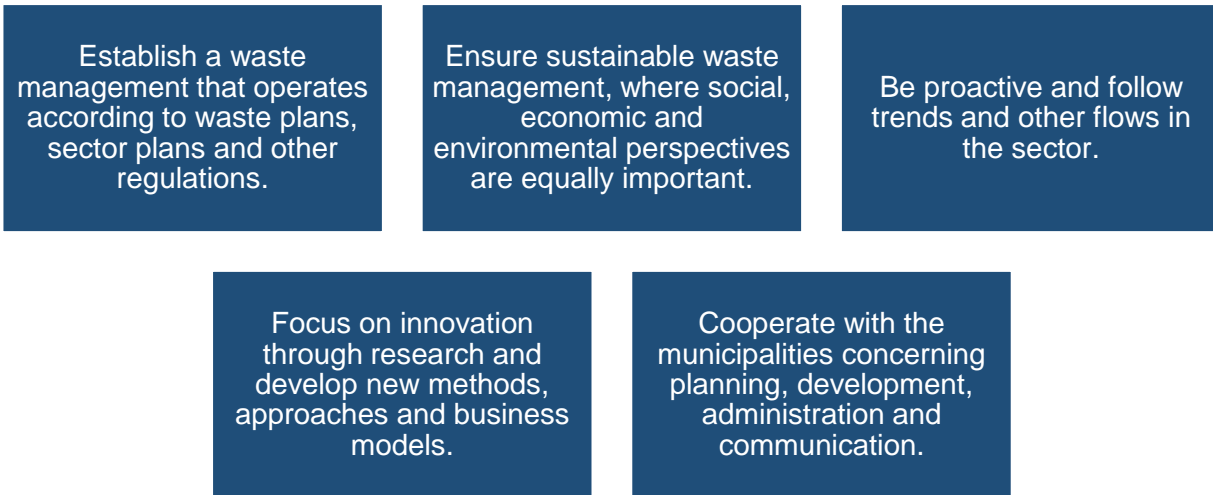 Establish a waste
management that operates
according to waste plans,
sector plans and other
regulations.
Ensure sustainable waste
management, where social,
economic and
environmental perspectives
are equally important.
Be proactive and follow
trends and other flows in
the sector.
Focus on innovation
through research and
develop new methods,
approaches and business
models.
Cooperate with the
municipalities concerning
planning, development,
administration and
communication.